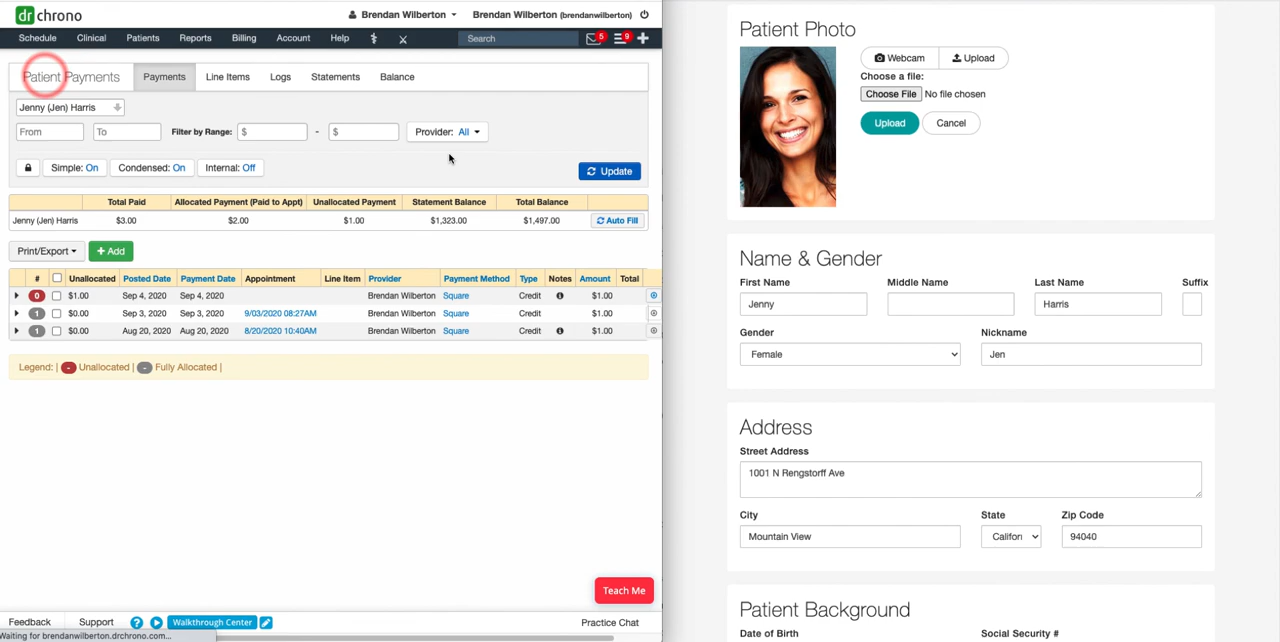 dr chrono
Brendan Wilberton
Brendan Wilberton (brendanwilberton)
Schedule Clinical Patients Reports Billing Account Help Search 5 9
Patient Payments Payments Line Items Logs Statements Balance
Jenny (Jen) Harris
From To Filter by Range: $ - $ Provider: All
Simple: On Condensed: On Internal: Off Update
Total Paid Allocated Payment (Paid to Appt) Unallocated Payment Statement Balance Total Balance
Jenny (Jen) Harris $3.00 $2.00 $1.00 $1,323.00 $1,497.00 Auto Fill
Print/Export + Add
# Unallocated Posted Date Payment Date Appointment Line Item Provider Payment Method Type Notes Amount Total
0 $1.00 Sep 4, 2020 Sep 4, 2020 Brendan Wilberton Square Credit $1.00
1 $0.00 Sep 3, 2020 Sep 3, 2020 9/03/2020 08:27AM Brendan Wilberton Square Credit $1.00
1 $0.00 Aug 20, 2020 Aug 20, 2020 8/20/2020 10:40AM Brendan Wilberton Square Credit $1.00
Legend: | - Unallocated | - Fully Allocated |
Teach Me
Feedback Support ? Walkthrough Center Practice Chat
Waiting for brendanwilberton.drchrono.com...
Patient Photo
Webcam Upload
Choose a file:
Choose File No file chosen
Upload Cancel
Name & Gender
First Name Middle Name Last Name Suffix
Jenny Harris
Gender Nickname
Female Jen
Address
Street Address
1001 N Rengstorff Ave
City State Zip Code
Mountain View Californ 94040
Patient Background
Date of Birth Social Security #